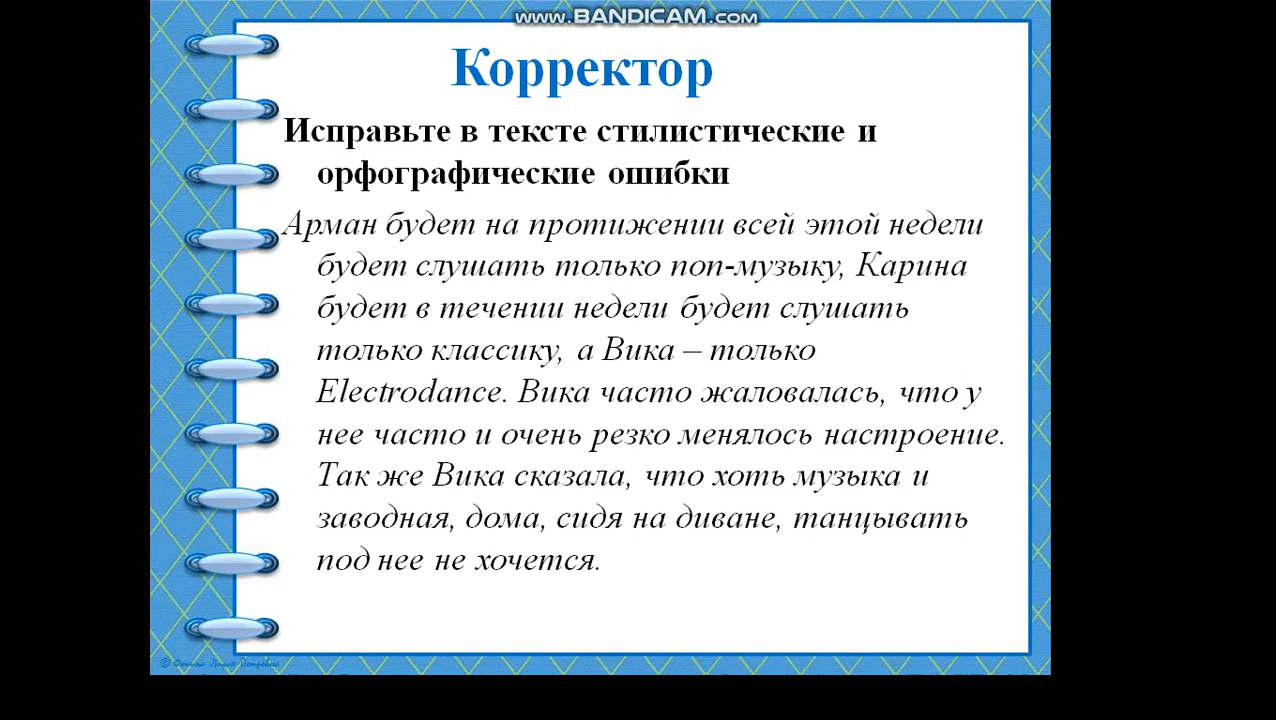 www.BANDICAM.com
Корректор
Исправьте в тексте стилистические и
орфографические ошибки
Арман будет на протижении всей этой недели
будет слушать только поп-музыку, Карина
будет в течении недели будет слушать
только классику, а Вика – только
Electrodance. Вика часто жаловалась, что у
нее часто и очень резко менялось настроение.
Так же Вика сказала, что хоть музыка и
заводная, дома, сидя на диване, танцывать
под нее не хочется.
© Фокина Лидия Петровна